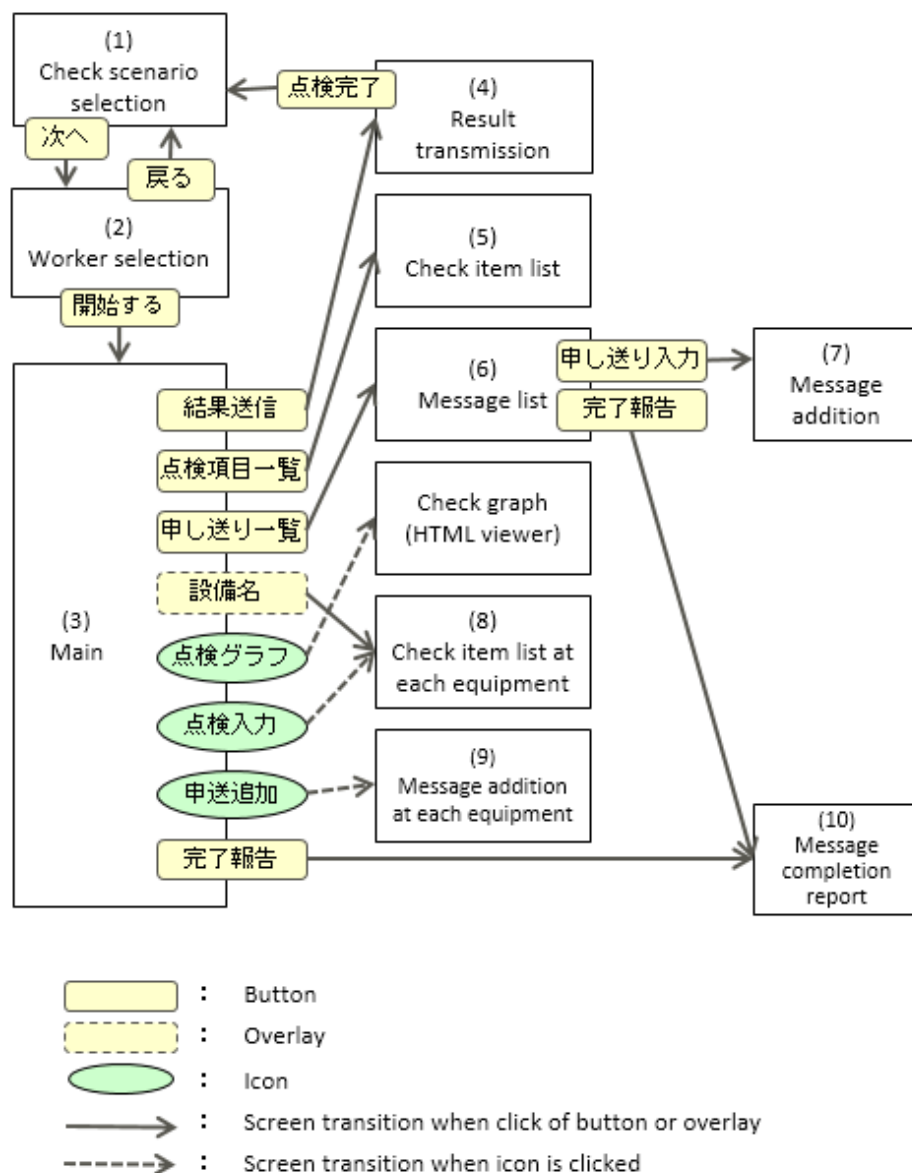 (1)
Check scenario
selection
次へ
戻る
点検完了
(4)
Result
transmission
(2)
Worker selection
開始する
(5)
Check item list
(6)
Message list
申し送り入力
完了報告
(7)
Message
addition
(3)
Main
結果送信
点検項目一覧
申し送り一覧
設備名
点検グラフ
点検入力
申送追加
完了報告
Check graph
(HTML viewer)
(8)
Check item list at
each equipment
(9)
Message addition
at each equipment
(10)
Message
completion
report
: Button
: Overlay
: Icon
: Screen transition when click of button or overlay
: Screen transition when icon is clicked